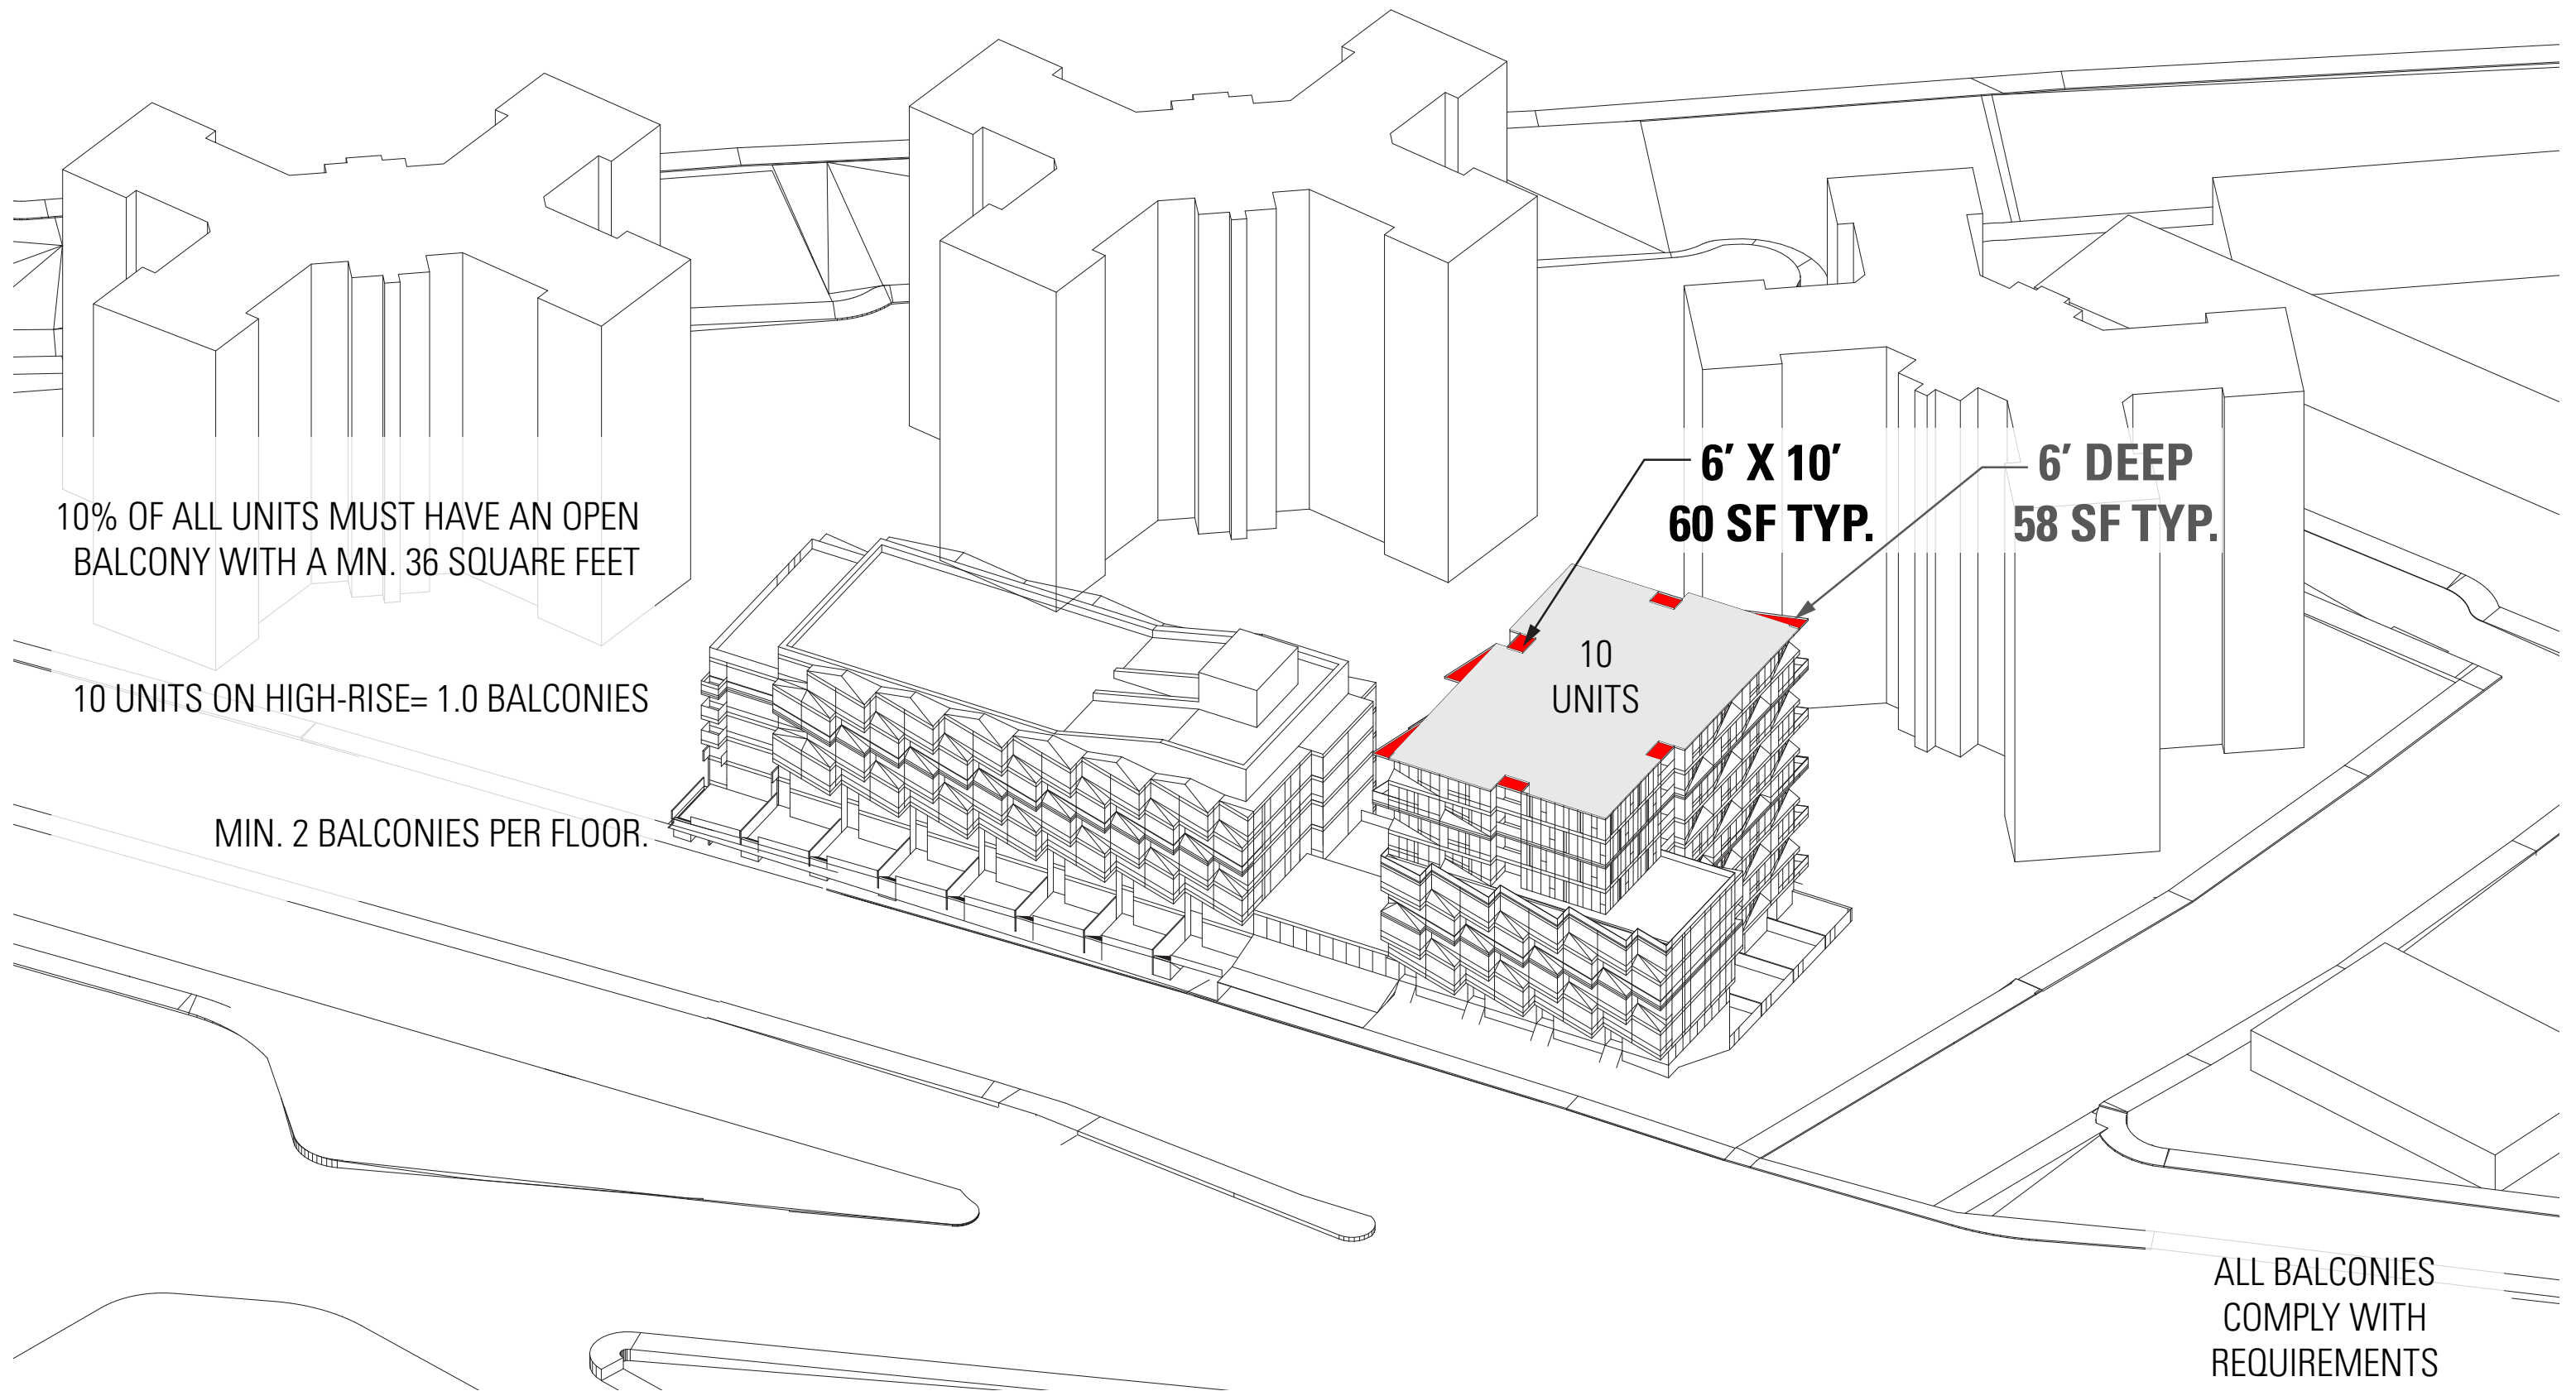 6' X 10'
60 SF TYP.
6' DEEP
58 SF TYP.
10% OF ALL UNITS MUST HAVE AN OPEN
BALCONY WITH A MN. 36 SQUARE FEET
10
UNITS
10 UNITS ON HIGH-RISE= 1.0 BALCONIES
MIN. 2 BALCONIES PER FLOOR.
ALL BALCONIES
COMPLY WITH
REQUIREMENTS